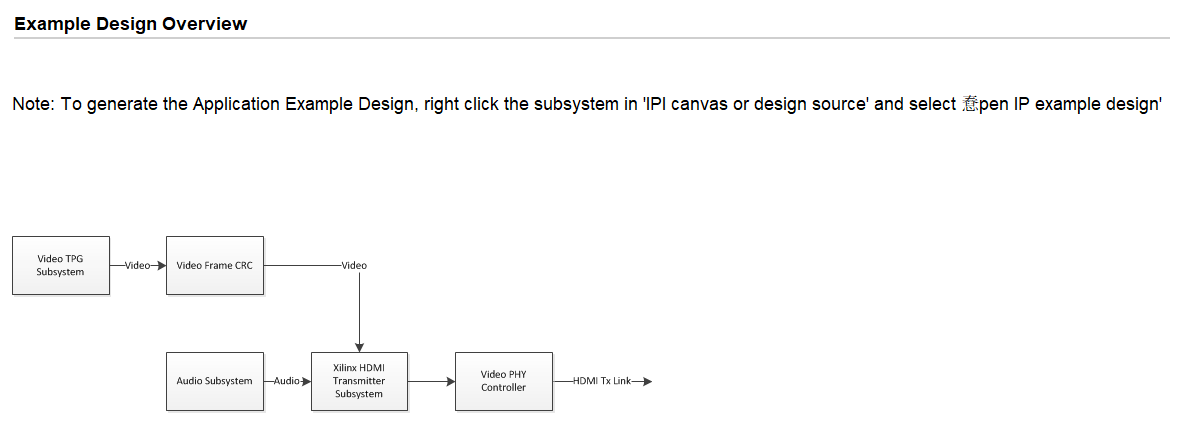 Example Design Overview
Note: To generate the Application Example Design, right click the subsystem in 'IPI canvas or design source' and select 惷pen IP example design'
Video TPG
Subsystem
Video
Video Frame CRC
Video
Audio Subsystem
Audio
Xilinx HDMI
Transmitter
Subsystem
Video PHY
Controller
HDMI Tx Link